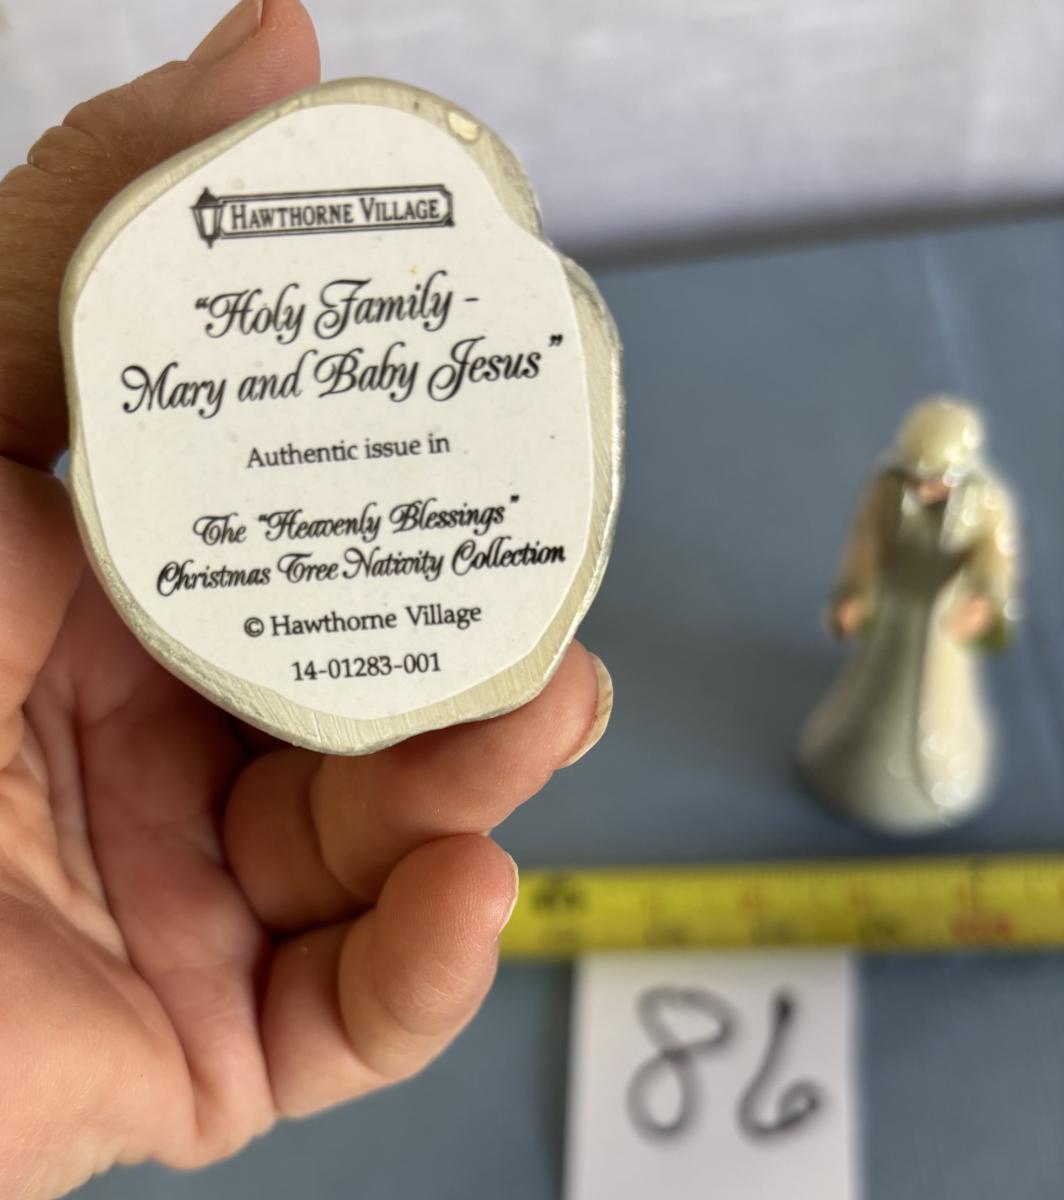 HAWTHORNE VILLAGE
“Holy Family -
Mary and Baby Jesus”
Authentic issue in
The “Heavenly Blessings”
Christmas Tree Nativity Collection
© Hawthorne Village
14-01283-001
86